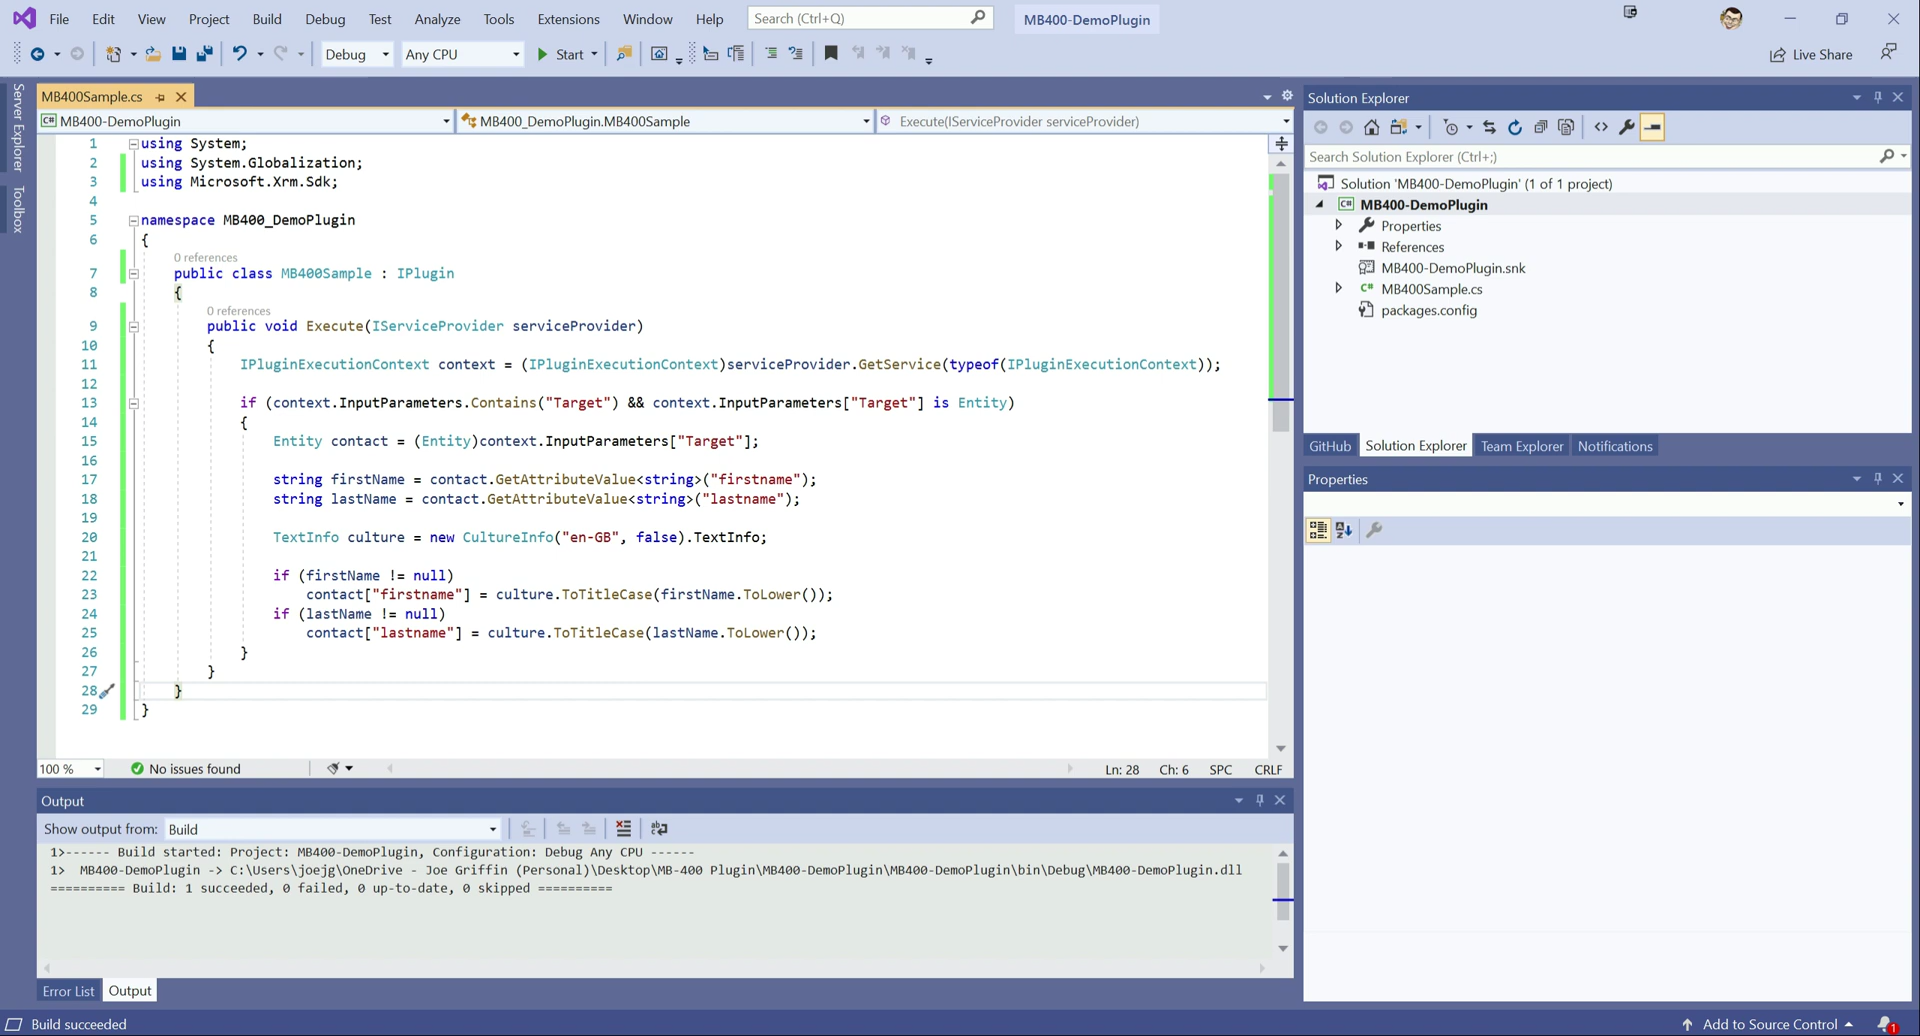 File Edit View Project Build Debug Test Analyze Tools Extensions Window Help Search (Ctrl+Q) MB400-DemoPlugin
Debug Any CPU Start Live Share
Server Explorer
Toolbox
MB400Sample.cs
MB400-DemoPlugin MB400_DemoPlugin.MB400Sample Execute(IServiceProvider serviceProvider)
1 using System;
2 using System.Globalization;
3 using Microsoft.Xrm.Sdk;
4
5 namespace MB400_DemoPlugin
6 {
0 references
7 public class MB400Sample : IPlugin
8 {
0 references
9 public void Execute(IServiceProvider serviceProvider)
10 {
11 IPluginExecutionContext context = (IPluginExecutionContext)serviceProvider.GetService(typeof(IPluginExecutionContext));
12
13 if (context.InputParameters.Contains("Target") && context.InputParameters["Target"] is Entity)
14 {
15 Entity contact = (Entity)context.InputParameters["Target"];
16
17 string firstName = contact.GetAttributeValue<string>("firstname");
18 string lastName = contact.GetAttributeValue<string>("lastname");
19
20 TextInfo culture = new CultureInfo("en-GB", false).TextInfo;
21
22 if (firstName != null)
23 contact["firstname"] = culture.ToTitleCase(firstName.ToLower());
24 if (lastName != null)
25 contact["lastname"] = culture.ToTitleCase(lastName.ToLower());
26 }
27 }
28 }
29 }
100 % No issues found Ln: 28 Ch: 6 SPC CRLF
Output
Show output from: Build
1>------ Build started: Project: MB400-DemoPlugin, Configuration: Debug Any CPU ------
1> MB400-DemoPlugin -> C:\Users\joejg\OneDrive - Joe Griffin (Personal)\Desktop\MB-400 Plugin\MB400-DemoPlugin\MB400-DemoPlugin\bin\Debug\MB400-DemoPlugin.dll
========== Build: 1 succeeded, 0 failed, 0 up-to-date, 0 skipped ==========
Error List Output
Solution Explorer
Search Solution Explorer (Ctrl+;)
Solution 'MB400-DemoPlugin' (1 of 1 project)
C# MB400-DemoPlugin
Properties
References
MB400-DemoPlugin.snk
C# MB400Sample.cs
packages.config
GitHub Solution Explorer Team Explorer Notifications
Properties
Build succeeded Add to Source Control 1